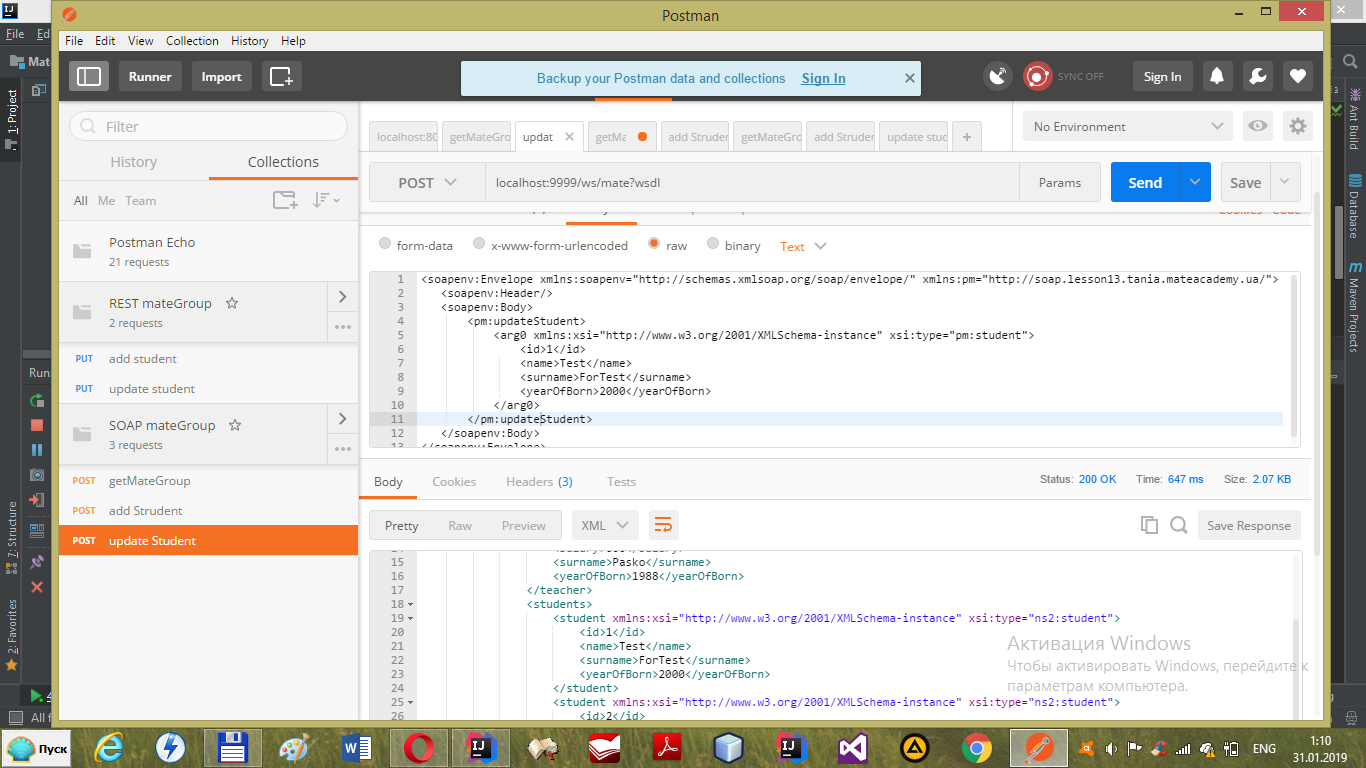 Postman
File Edit View Collection History Help
File
Mate
Runner
Import
Backup your Postman data and collections Sign In
SYNC OFF
Sign In
1: Project
Filter
History
Collections
All Me Team
Postman Echo
21 requests
REST mateGroup
2 requests
PUT add student
PUT update student
SOAP mateGroup
3 requests
POST getMateGroup
POST add Strudent
POST update Student
Run:
7: Structure
2: Favorites
localhost:80
getMateGro
updat
getMa
add Struder
getMateGro
add Struder
update stud
No Environment
POST
localhost:9999/ws/mate?wsdl
Params
Send
Save
form-data
x-www-form-urlencoded
raw
binary
Text
1 <soapenv:Envelope xmlns:soapenv="http://schemas.xmlsoap.org/soap/envelope/" xmlns:pm="http://soap.lesson13.tania.mateacademy.ua/">
2 <soapenv:Header/>
3 <soapenv:Body>
4 <pm:updateStudent>
5 <arg0 xmlns:xsi="http://www.w3.org/2001/XMLSchema-instance" xsi:type="pm:student">
6 <id>1</id>
7 <name>Test</name>
8 <surname>ForTest</surname>
9 <yearOfBorn>2000</yearOfBorn>
10 </arg0>
11 </pm:updateStudent>
12 </soapenv:Body>
13 </soapenv:Envelope>
Body
Cookies
Headers (3)
Tests
Status: 200 OK
Time: 647 ms
Size: 2.07 KB
Pretty
Raw
Preview
XML
Save Response
15 <surname>Pasko</surname>
16 <yearOfBorn>1988</yearOfBorn>
17 </teacher>
18 <students>
19 <student xmlns:xsi="http://www.w3.org/2001/XMLSchema-instance" xsi:type="ns2:student">
20 <id>1</id>
21 <name>Test</name>
22 <surname>ForTest</surname>
23 <yearOfBorn>2000</yearOfBorn>
24 </student>
25 <student xmlns:xsi="http://www.w3.org/2001/XMLSchema-instance" xsi:type="ns2:student">
26 <id>2</id>
Активация Windows
Чтобы активировать Windows, перейдите к
параметрам компьютера.
Ant Build
Database
Maven Projects
Пуск
ENG
1:10
31.01.2019